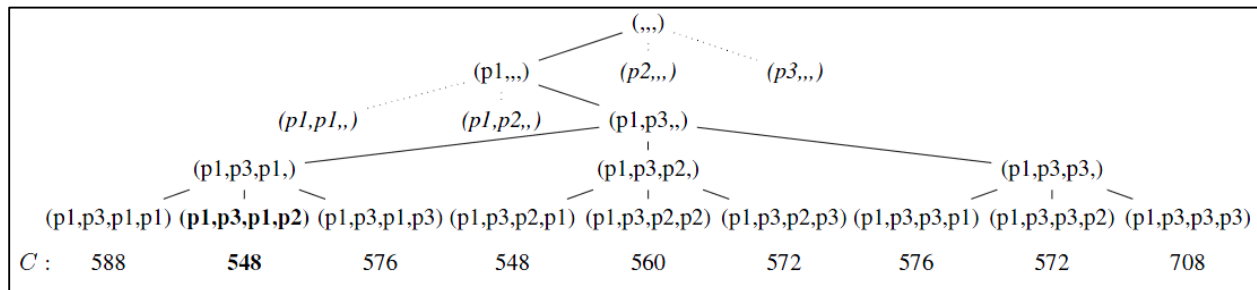 (,,,)
(p1,,,) (p2,,,) (p3,,,)
(p1,p1,,) (p1,p2,,) (p1,p3,,)
(p1,p3,p1,) (p1,p3,p2,) (p1,p3,p3,)
(p1,p3,p1,p1) (p1,p3,p1,p2) (p1,p3,p1,p3) (p1,p3,p2,p1) (p1,p3,p2,p2) (p1,p3,p2,p3) (p1,p3,p3,p1) (p1,p3,p3,p2) (p1,p3,p3,p3)
C : 588 548 576 548 560 572 576 572 708